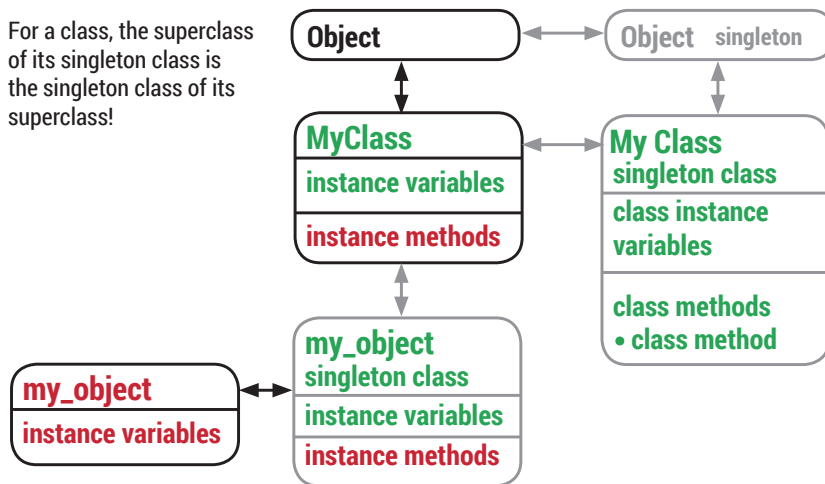 For a class, the superclass
of its singleton class is
the singleton class of its
superclass!
Object
Object singleton
MyClass
instance variables
instance methods
My Class
singleton class
class instance
variables
class methods
• class method
my_object
singleton class
instance variables
instance methods
my_object
instance variables